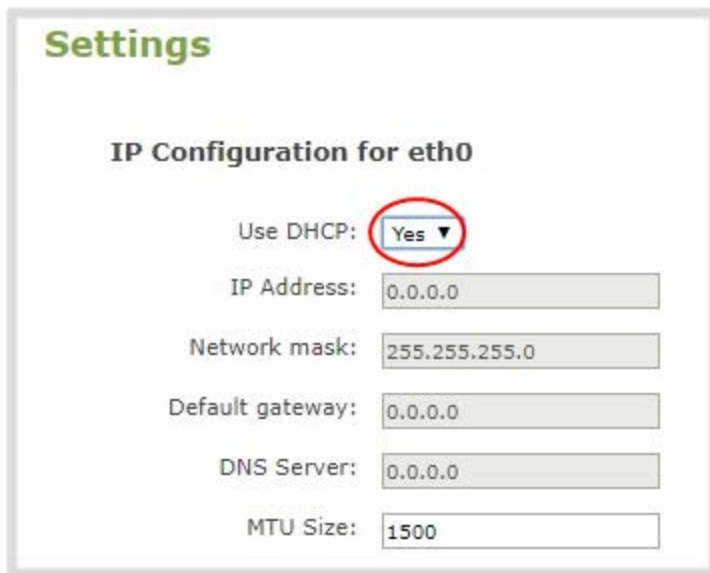 Settings
IP Configuration for eth0
Use DHCP: Yes ▼
IP Address: 0.0.0.0
Network mask: 255.255.255.0
Default gateway: 0.0.0.0
DNS Server: 0.0.0.0
MTU Size: 1500